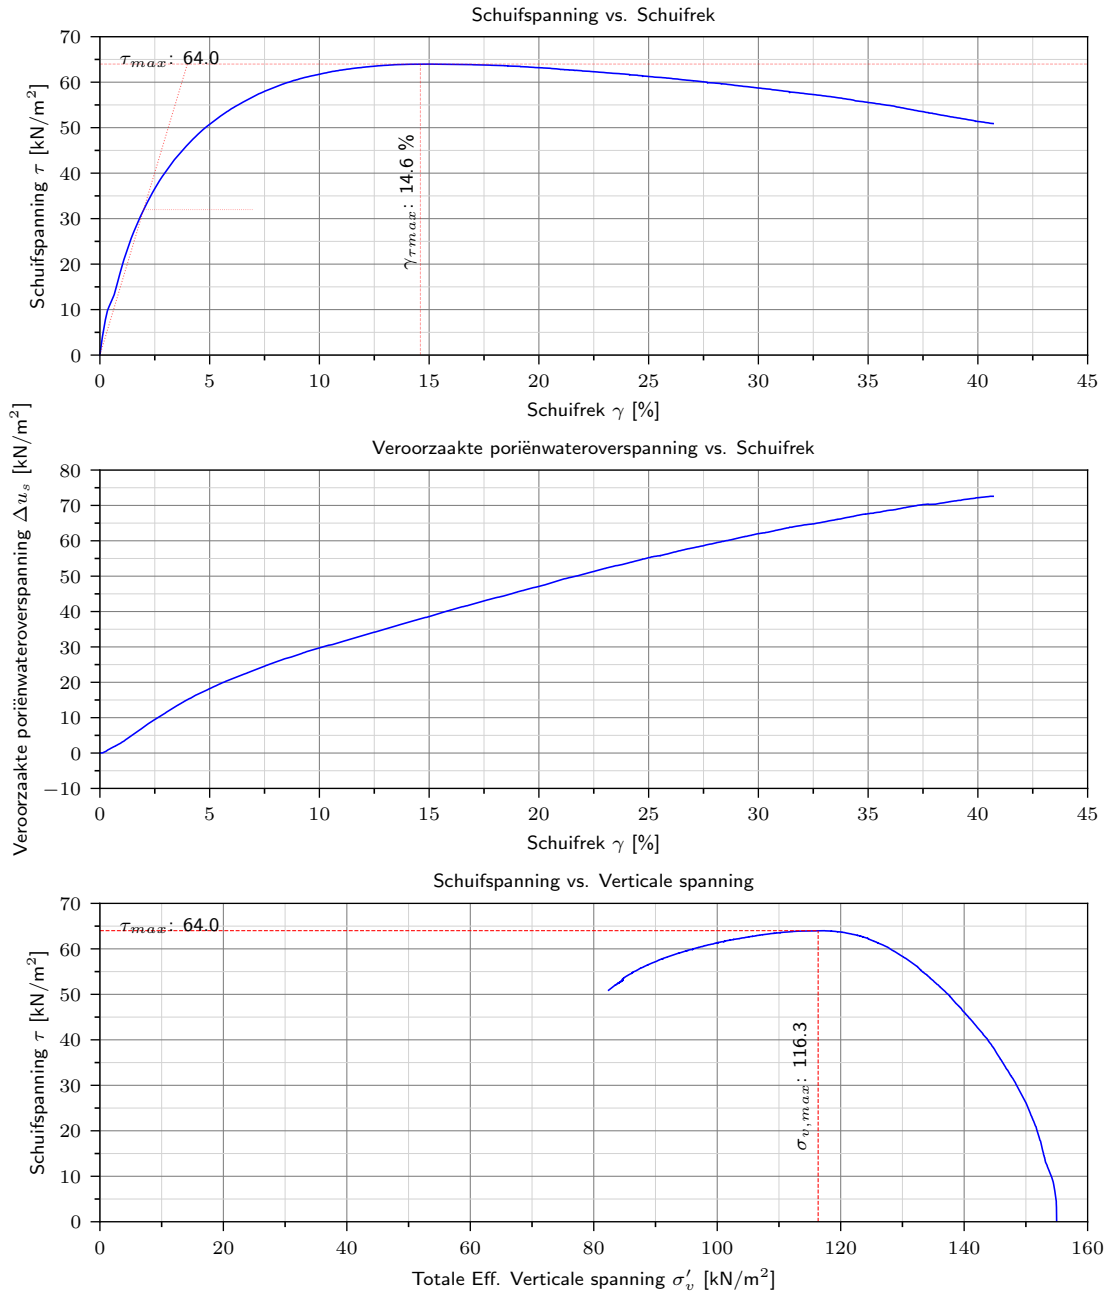 Schuifspanning vs. Schuifrek
Schuifspanning τ [kN/m²]
70
60
50
40
30
20
10
0
τmax: 64.0
γτmax: 14.6 %
0 5 10 15 20 25 30 35 40 45
Schuifrek γ [%]
Veroorzaakte poriënwateroverspanning vs. Schuifrek
Veroorzaakte poriënwateroverspanning Δus [kN/m²]
80
70
60
50
40
30
20
10
0
−10
0 5 10 15 20 25 30 35 40 45
Schuifrek γ [%]
Schuifspanning vs. Verticale spanning
Schuifspanning τ [kN/m²]
70
60
50
40
30
20
10
0
τmax: 64.0
σv,max: 116.3
0 20 40 60 80 100 120 140 160
Totale Eff. Verticale spanning σ′v [kN/m²]